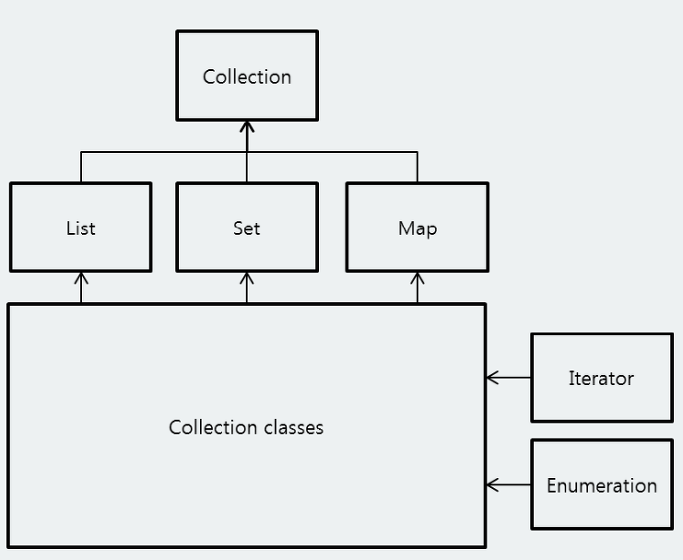 Collection
List
Set
Map
Collection classes
Iterator
Enumeration